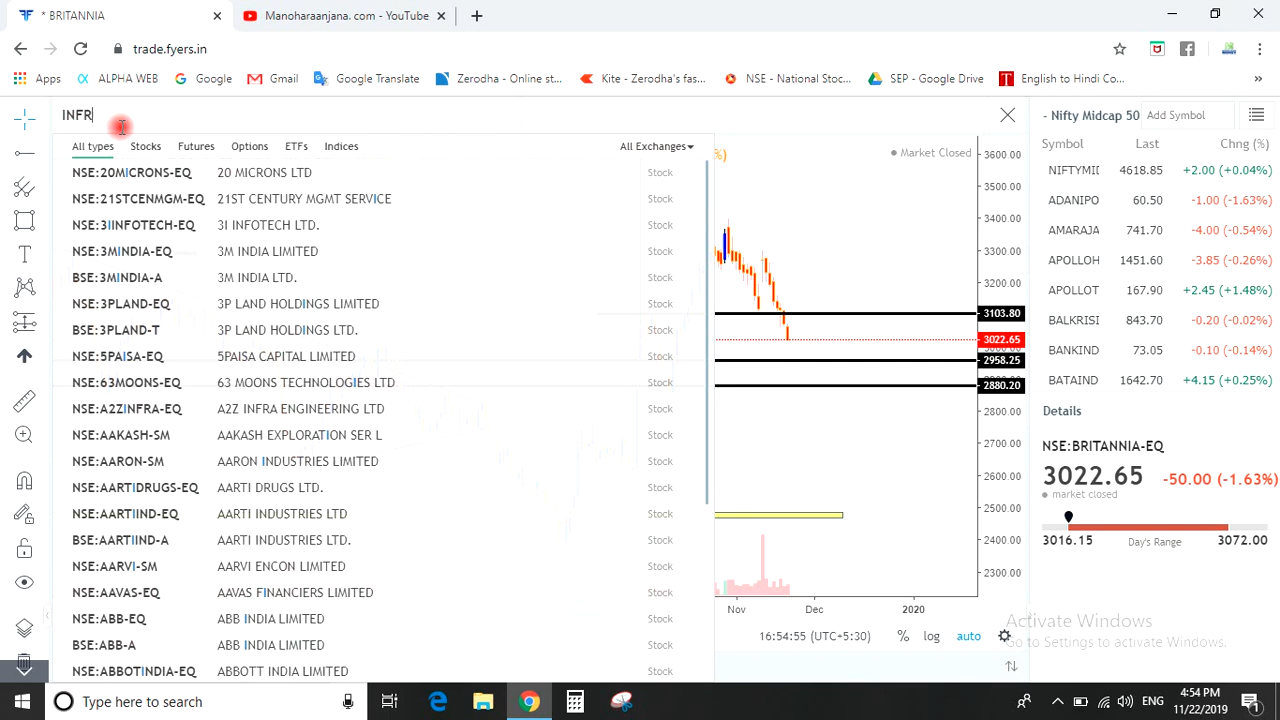 * BRITANNIA
Manoharaanjana. com - YouTube
trade.fyers.in
Apps
ALPHA WEB
Google
Gmail
Google Translate
Zerodha - Online st...
Kite - Zerodha's fas...
NSE - National Stoc...
SEP - Google Drive
English to Hindi Co...
»
INFR
All types Stocks Futures Options ETFs Indices All Exchanges
NSE:20MICRONS-EQ 20 MICRONS LTD Stock
NSE:21STCENMGM-EQ 21ST CENTURY MGMT SERVICE Stock
NSE:3IINFOTECH-EQ 3I INFOTECH LTD. Stock
NSE:3MINDIA-EQ 3M INDIA LIMITED Stock
BSE:3MINDIA-A 3M INDIA LTD. Stock
NSE:3PLAND-EQ 3P LAND HOLDINGS LIMITED Stock
BSE:3PLAND-T 3P LAND HOLDINGS LTD. Stock
NSE:5PAISA-EQ 5PAISA CAPITAL LIMITED Stock
NSE:63MOONS-EQ 63 MOONS TECHNOLOGIES LTD Stock
NSE:A2ZINFRA-EQ A2Z INFRA ENGINEERING LTD Stock
NSE:AAKASH-SM AAKASH EXPLORATION SER L Stock
NSE:AARON-SM AARON INDUSTRIES LIMITED Stock
NSE:AARTIDRUGS-EQ AARTI DRUGS LTD. Stock
NSE:AARTIIND-EQ AARTI INDUSTRIES LTD Stock
BSE:AARTIIND-A AARTI INDUSTRIES LTD. Stock
NSE:AARVI-SM AARVI ENCON LIMITED Stock
NSE:AAVAS-EQ AAVAS FINANCIERS LIMITED Stock
NSE:ABB-EQ ABB INDIA LIMITED Stock
BSE:ABB-A ABB INDIA LIMITED Stock
NSE:ABBOTINDIA-EQ ABBOTT INDIA LIMITED Stock
%)
Market Closed
3600.00
3500.00
3400.00
3300.00
3200.00
3103.80
3022.65
2958.25
2880.20
2800.00
2700.00
2600.00
2500.00
2400.00
2300.00
Nov Dec 2020
16:54:55 (UTC+5:30) % log auto
- Nifty Midcap 50 Add Symbol
Symbol Last Chng (%)
NIFTYMI 4618.85 +2.00 (+0.04%)
ADANIPO 60.50 -1.00 (-1.63%)
AMARAJA 741.70 -4.00 (-0.54%)
APOLLOH 1451.60 -3.85 (-0.26%)
APOLLOT 167.90 +2.45 (+1.48%)
BALKRISI 843.70 -0.20 (-0.02%)
BANKIND 73.05 -0.10 (-0.14%)
BATAIND 1642.70 +4.15 (+0.25%)
Details
NSE:BRITANNIA-EQ
3022.65 -50.00 (-1.63%)
market closed
3016.15 Day's Range 3072.00
Activate Windows
Go to Settings to activate Windows.
Type here to search
ENG
4:54 PM
11/22/2019
1